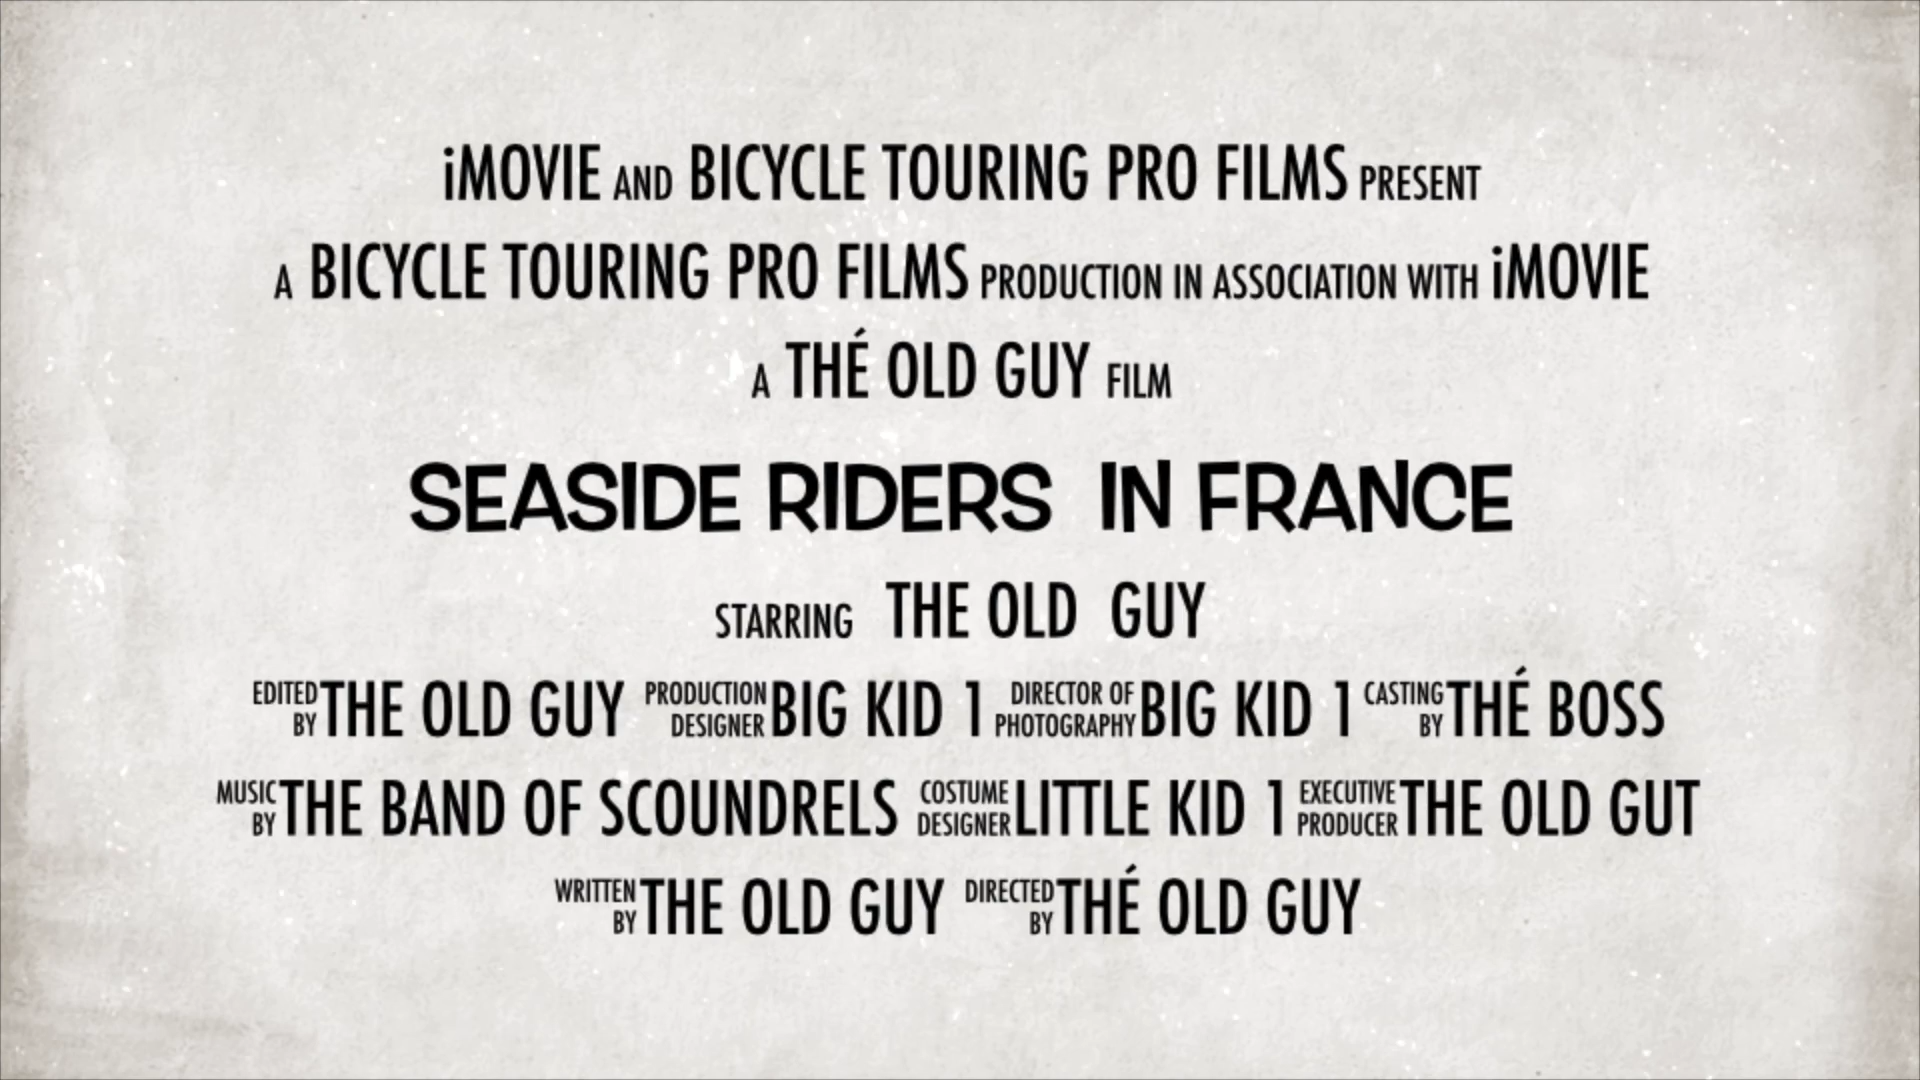 iMOVIE AND BICYCLE TOURING PRO FILMS PRESENT
A BICYCLE TOURING PRO FILMS PRODUCTION IN ASSOCIATION WITH iMOVIE
A THÉ OLD GUY FILM
SEASIDE RIDERS IN FRANCE
STARRING THE OLD GUY
EDITED BY THE OLD GUY PRODUCTION DESIGNER BIG KID 1 DIRECTOR OF PHOTOGRAPHY BIG KID 1 CASTING BY THÉ BOSS
MUSIC BY THE BAND OF SCOUNDRELS COSTUME DESIGNER LITTLE KID 1 EXECUTIVE PRODUCER THE OLD GUT
WRITTEN BY THE OLD GUY DIRECTED BY THÉ OLD GUY